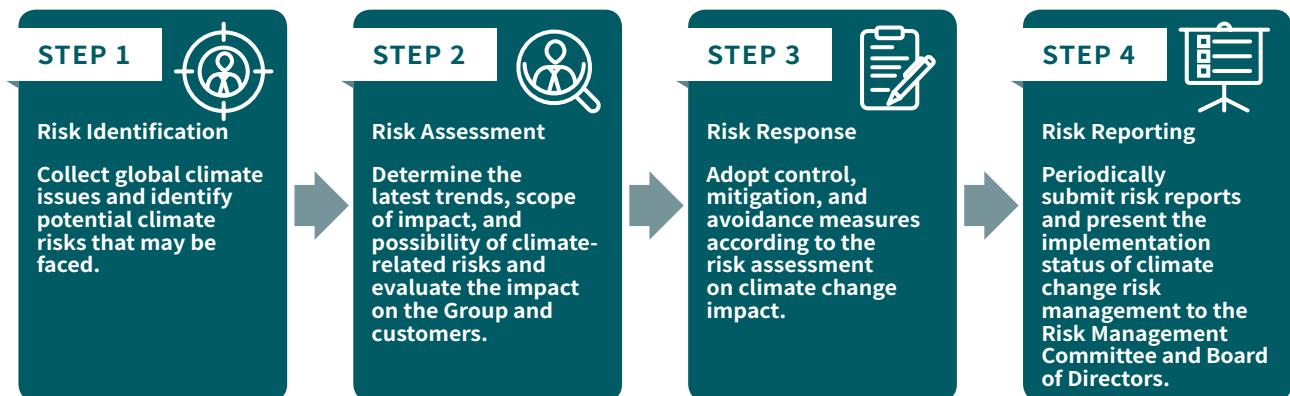 STEP 1
Risk Identification
Collect global climate
issues and identify
potential climate
risks that may be
faced.
STEP 2
Risk Assessment
Determine the
latest trends, scope
of impact, and
possibility of climate-
related risks and
evaluate the impact
on the Group and
customers.
STEP 3
Risk Response
Adopt control,
mitigation, and
avoidance measures
according to the
risk assessment
on climate change
impact.
STEP 4
Risk Reporting
Periodically
submit risk reports
and present the
implementation
status of climate
change risk
management to the
Risk Management
Committee and Board
of Directors.